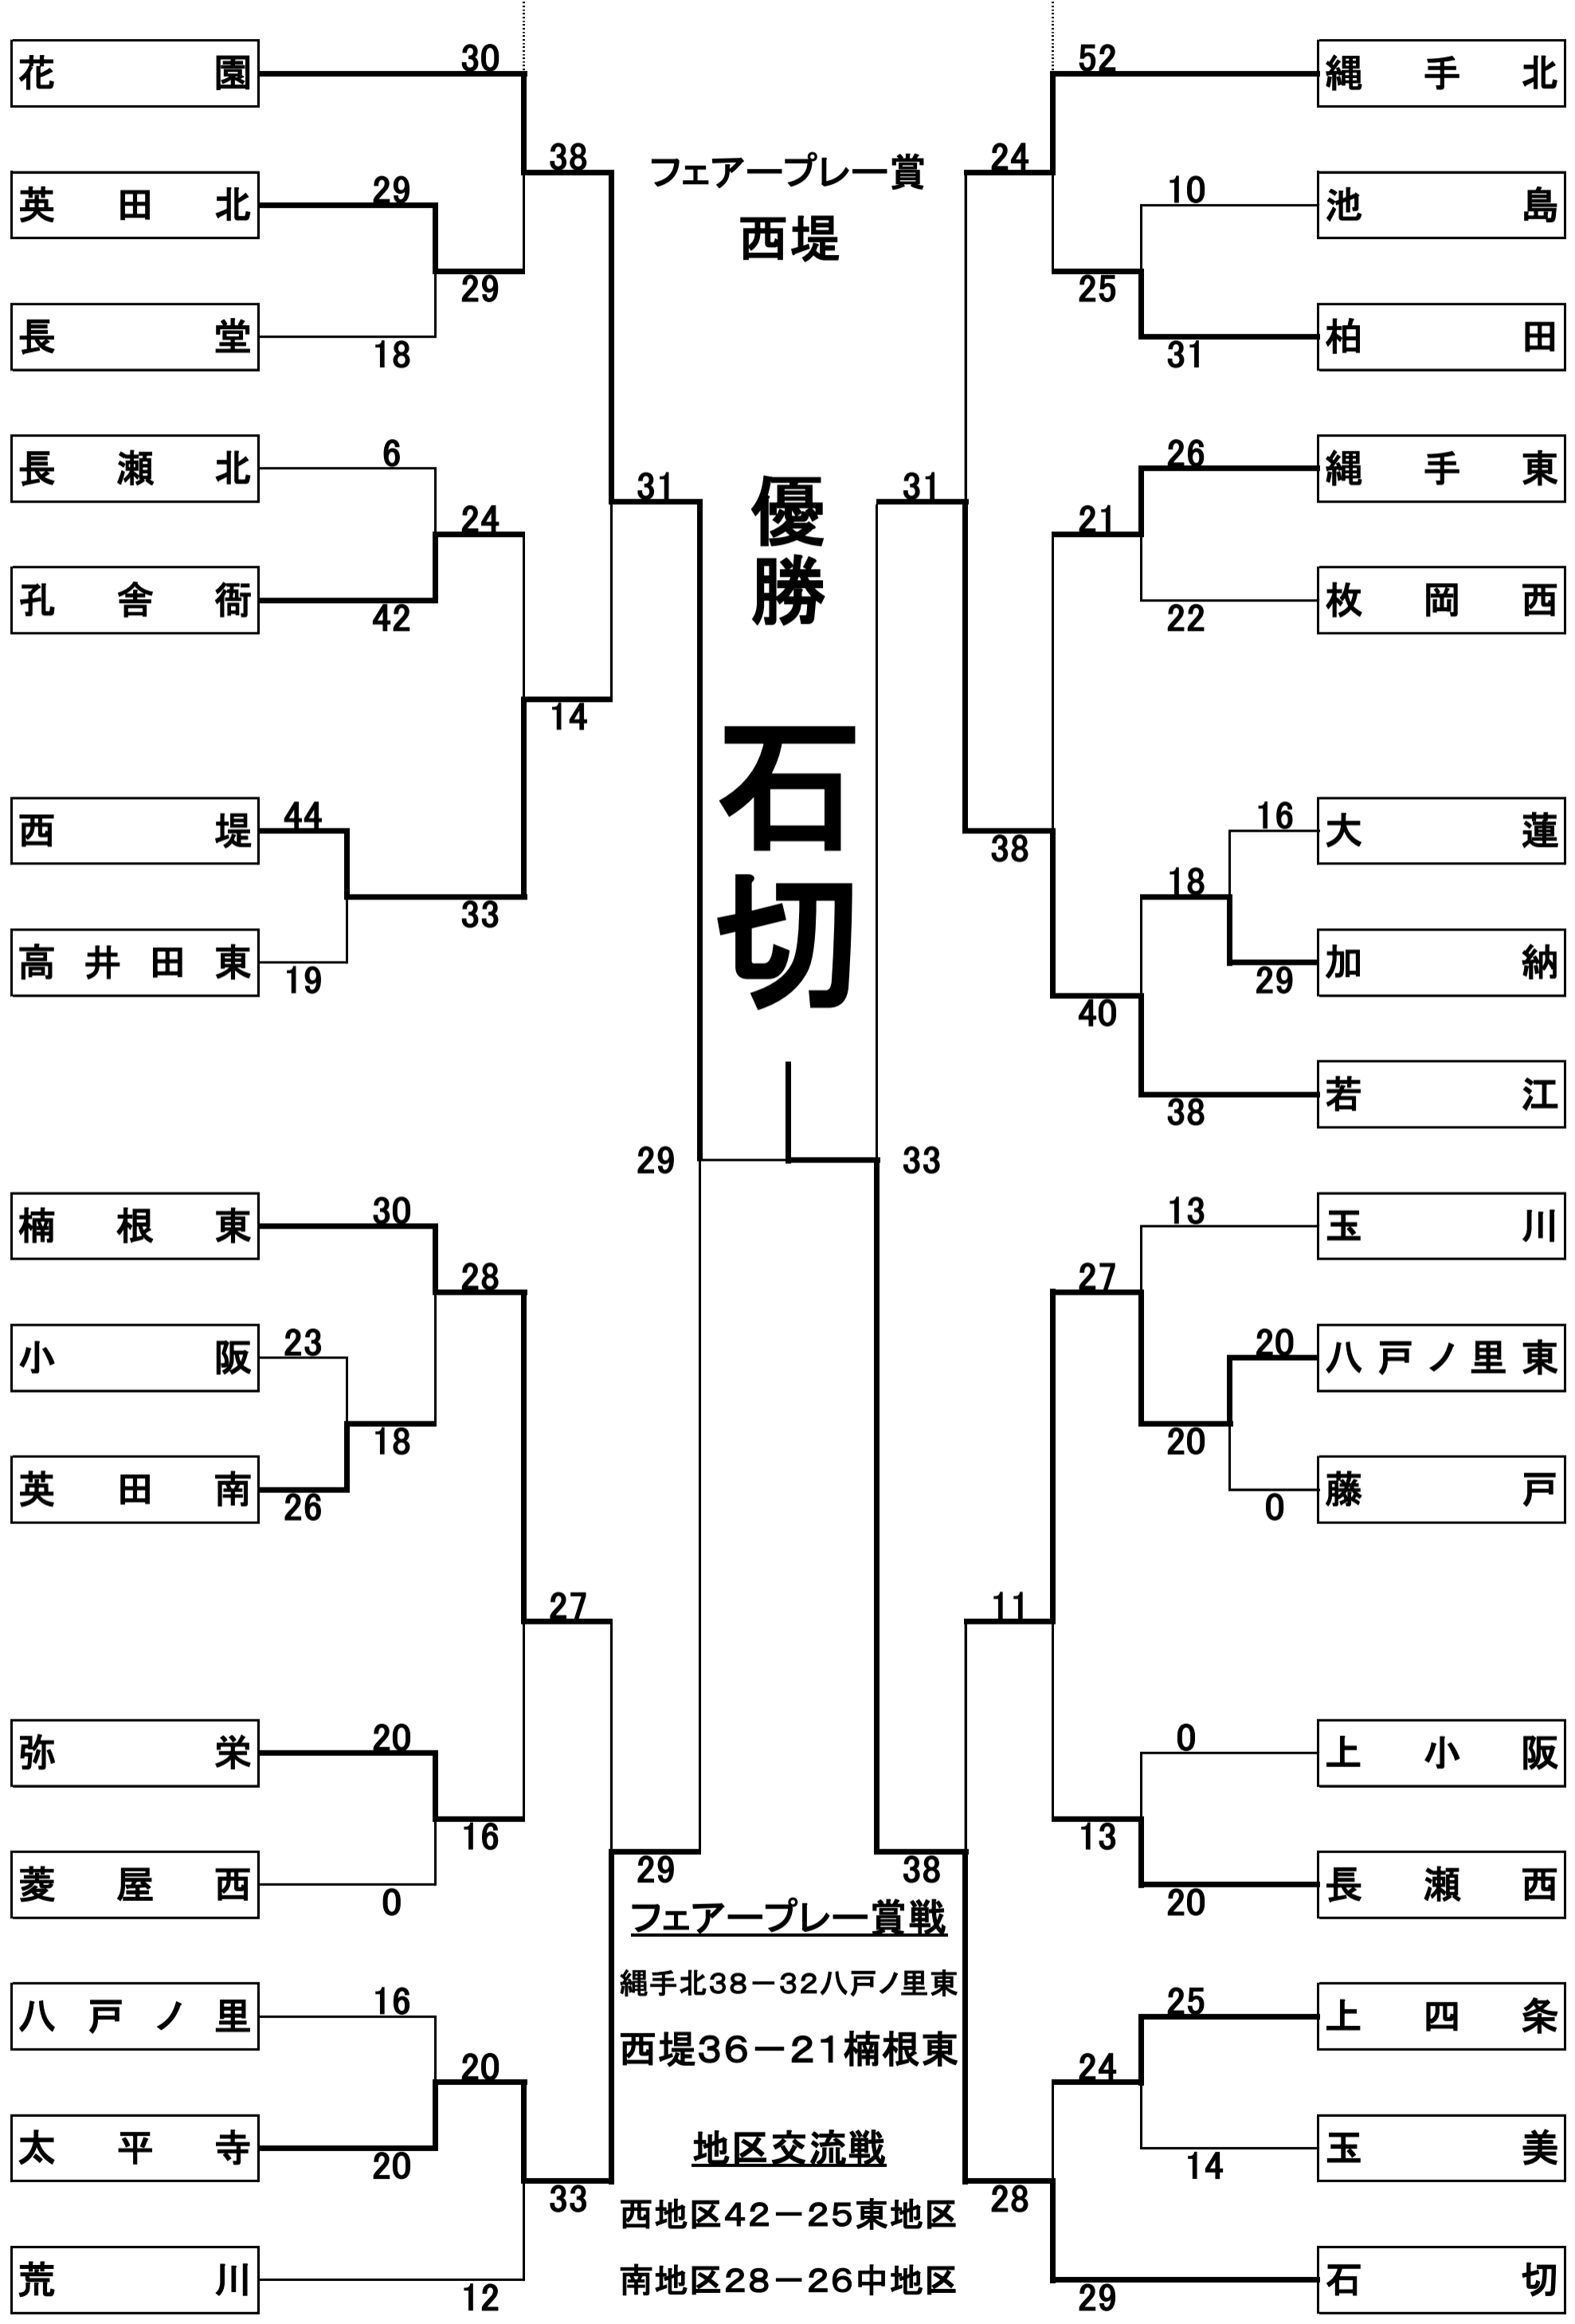 花園
30
英田北
29
29
長堂
18
38
長瀬北
6
24
孔舎衙
42
14
西堤
44
33
高井田東
19
31
楠根東
30
28
小阪
23
18
英田南
26
27
弥栄
20
16
菱屋西
0
八戸ノ里
16
20
太平寺
20
33
荒川
12
29
29
フェアープレー賞
西堤
優勝
石切
33
フェアープレー賞戦
縄手北38－32八戸ノ里東
西堤36－21楠根東
地区交流戦
西地区42－25東地区
南地区28－26中地区
52
縄手北
24
10
池島
25
31
柏田
31
26
縄手東
21
22
枚岡西
38
16
大蓮
18
29
加納
40
38
若江
13
玉川
27
20
八戸ノ里東
20
0
藤戸
11
0
上小阪
13
20
長瀬西
38
25
上四条
24
14
玉美
28
29
石切